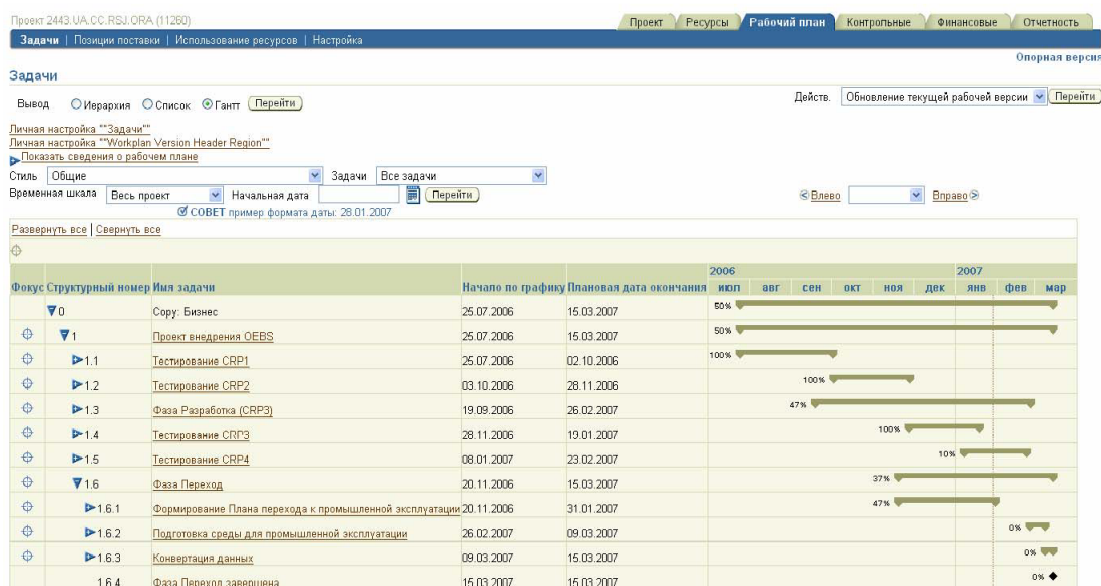 Проект 2443.UA.CC.RSJ.ORA (11260)
Проект Ресурсы Рабочий план Контрольные Финансовые Отчетность
Задачи | Позиции поставки | Использование ресурсов | Настройка
Опорная версия
Задачи
Вывод Иерархия Список Гантт Перейти Действ. Обновление текущей рабочей версии Перейти
Личная настройка ""Задачи""
Личная настройка ""Workplan Version Header Region""
Показать сведения о рабочем плане
Стиль Общие Задачи Все задачи
Временная шкала Весь проект Начальная дата Перейти Влево Вправо
СОВЕТ пример формата даты: 28.01.2007
Развернуть все | Свернуть все
2006 2007
Фокус Структурный номер Имя задачи Начало по графику Плановая дата окончания июл авг сен окт ноя дек янв фев мар
0 Copy: Бизнес 25.07.2006 15.03.2007 50%
1 Проект внедрения OEBS 25.07.2006 15.03.2007 50%
1.1 Тестирование CRP1 25.07.2006 02.10.2006 100%
1.2 Тестирование CRP2 03.10.2006 28.11.2006 100%
1.3 Фаза Разработка (CRP3) 19.09.2006 26.02.2007 47%
1.4 Тестирование CRP3 28.11.2006 19.01.2007 100%
1.5 Тестирование CRP4 08.01.2007 23.02.2007 10%
1.6 Фаза Переход 20.11.2006 15.03.2007 37%
1.6.1 Формирование Плана перехода к промышленной эксплуатации 20.11.2006 31.01.2007 47%
1.6.2 Подготовка среды для промышленной эксплуатации 26.02.2007 09.03.2007 0%
1.6.3 Конвертация данных 09.03.2007 15.03.2007 0%
1.6.4 Фаза Переход завершена 15.03.2007 15.03.2007 0%